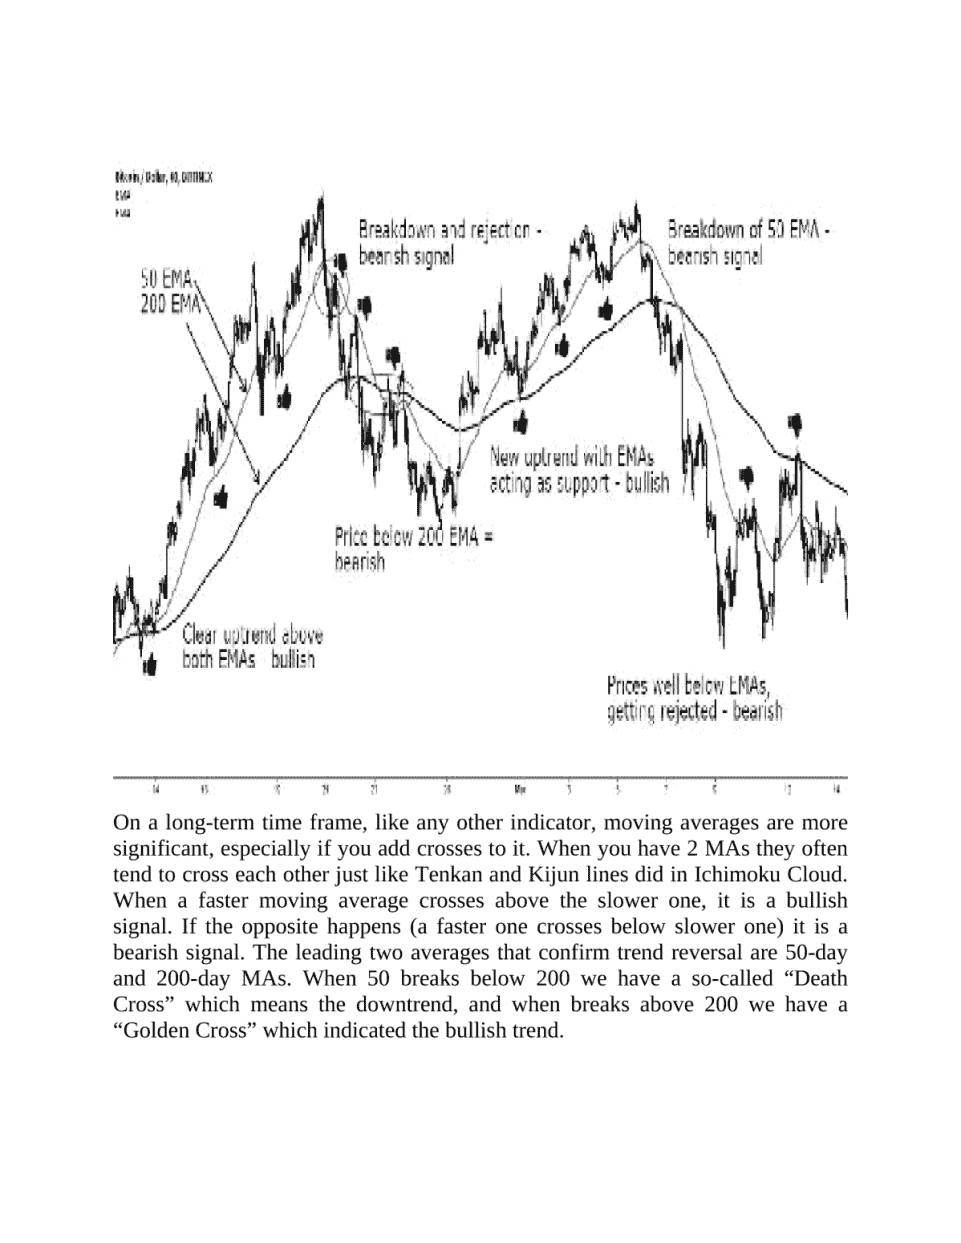 Bitcoin / Dollar, 60, BITFINEX
EMA
EMA
Breakdown and rejection -
bearish signal
Breakdown of 50 EMA -
bearish signal
50 EMA
200 EMA
New uptrend with EMAs
acting as support - bullish
Price below 200 EMA =
bearish
Clear uptrend above
both EMAs - bullish
Prices well below EMAs,
getting rejected - bearish
Mar
On a long-term time frame, like any other indicator, moving averages are more
significant, especially if you add crosses to it. When you have 2 MAs they often
tend to cross each other just like Tenkan and Kijun lines did in Ichimoku Cloud.
When a faster moving average crosses above the slower one, it is a bullish
signal. If the opposite happens (a faster one crosses below slower one) it is a
bearish signal. The leading two averages that confirm trend reversal are 50-day
and 200-day MAs. When 50 breaks below 200 we have a so-called “Death
Cross” which means the downtrend, and when breaks above 200 we have a
“Golden Cross” which indicated the bullish trend.